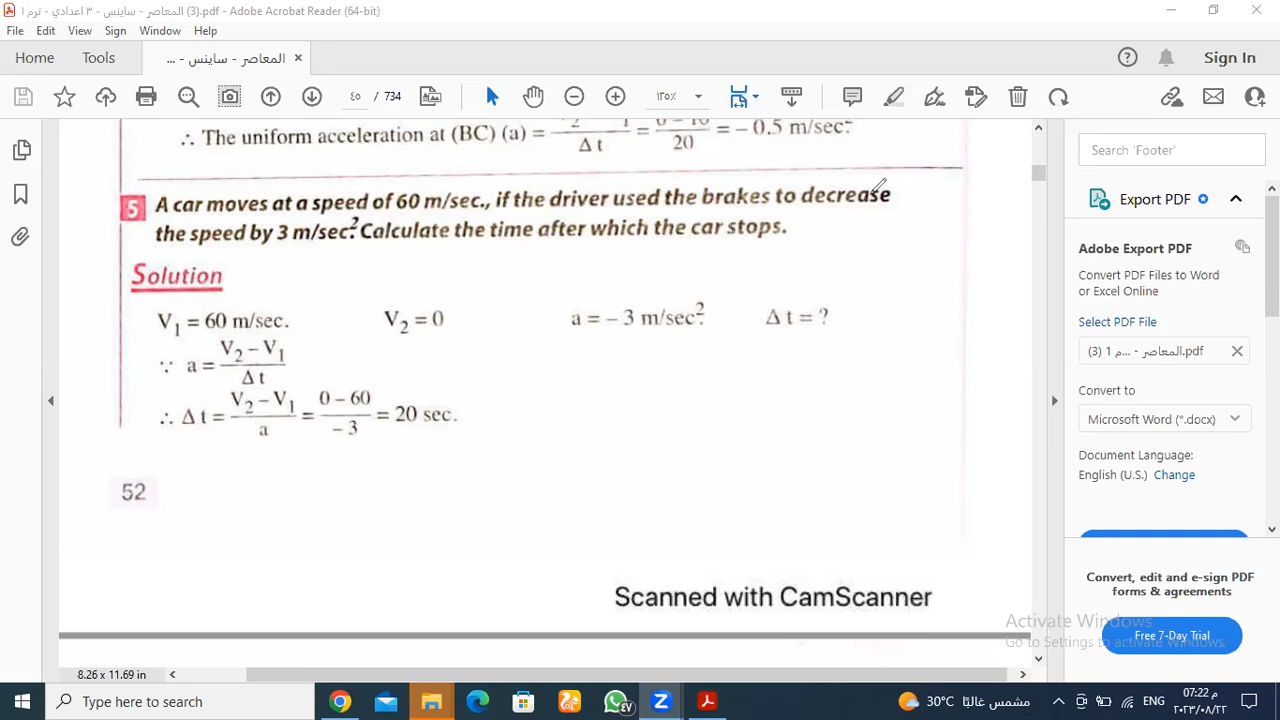 المعاصر - ساينس - ٣ اعدادي - ترم ١ (3).pdf - Adobe Acrobat Reader (64-bit)
File Edit View Sign Window Help
Home Tools المعاصر - ساينس - ... × Sign In
٤٥ / 734 ١٢٥٪
∴ The uniform acceleration at (BC) (a) = Δt = 20 = – 0.5 m/sec².
5 A car moves at a speed of 60 m/sec., if the driver used the brakes to decrease
the speed by 3 m/sec². Calculate the time after which the car stops.
Solution
V₁ = 60 m/sec. V₂ = 0 a = – 3 m/sec². Δ t = ?
∵ a = V₂ – V₁ / Δ t
∴ Δ t = V₂ – V₁ / a = 0 – 60 / – 3 = 20 sec.
52
Scanned with CamScanner
8.26 x 11.69 in
Search 'Footer'
Export PDF
Adobe Export PDF
Convert PDF Files to Word
or Excel Online
Select PDF File
المعاصر ...م 1 (3).pdf
Convert to
Microsoft Word (*.docx)
Document Language:
English (U.S.) Change
Convert, edit and e-sign PDF
forms & agreements
Free 7-Day Trial
Activate Windows
Go to Settings to activate Windows.
Type here to search
٤٧
30°C مشمس غالبًا
ENG
07:22 م
٢٠٢٣/٠٨/٢٢